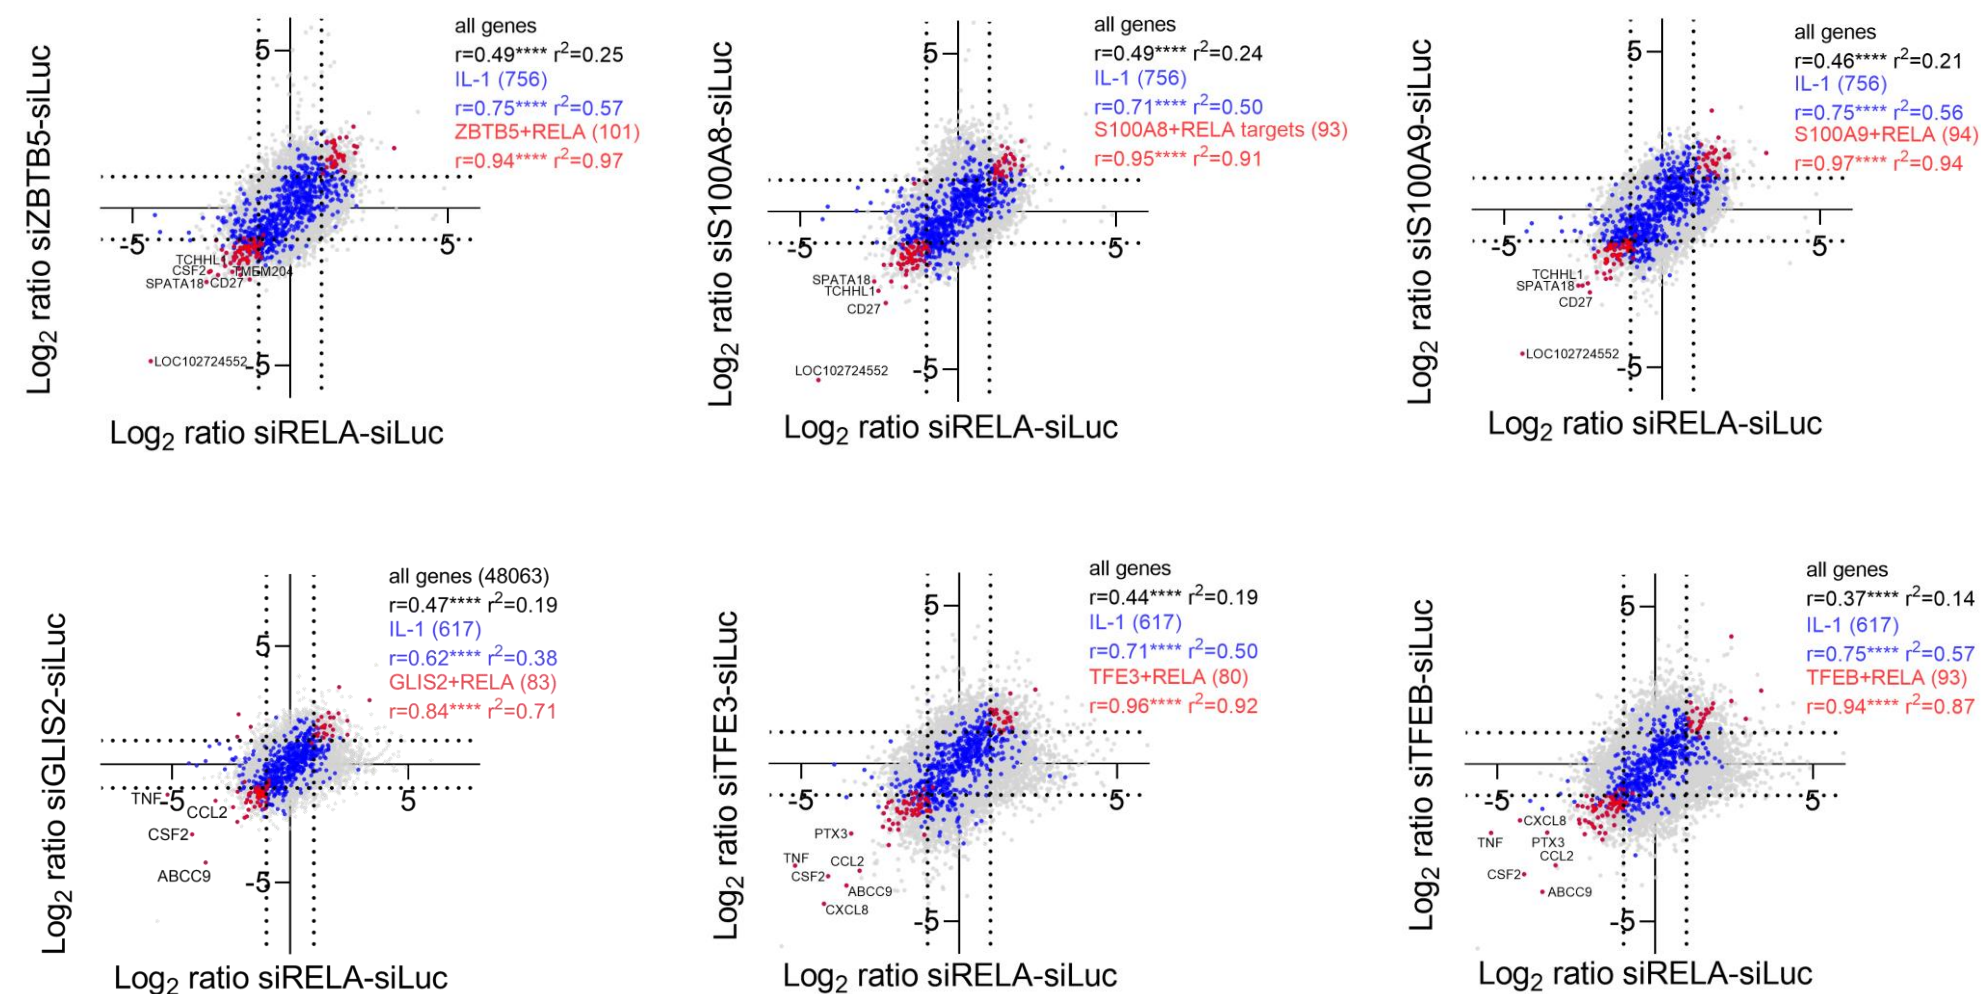 Log2 ratio siZBTB5-siLuc
5
-5
5
-5
all genes
r=0.49**** r2=0.25
IL-1 (756)
r=0.75**** r2=0.57
ZBTB5+RELA (101)
r=0.94**** r2=0.97
TCHHL1
CSF2 TMEM204
SPATA18 CD27
LOC102724552
Log2 ratio siRELA-siLuc
Log2 ratio siS100A8-siLuc
5
-5
5
-5
all genes
r=0.49**** r2=0.24
IL-1 (756)
r=0.71**** r2=0.50
S100A8+RELA targets (93)
r=0.95**** r2=0.91
SPATA18
TCHHL1
CD27
LOC102724552
Log2 ratio siRELA-siLuc
Log2 ratio siS100A9-siLuc
5
-5
5
-5
all genes
r=0.46**** r2=0.21
IL-1 (756)
r=0.75**** r2=0.56
S100A9+RELA (94)
r=0.97**** r2=0.94
TCHHL1
SPATA18
CD27
LOC102724552
Log2 ratio siRELA-siLuc
Log2 ratio siGLIS2-siLuc
5
-5
5
-5
all genes (48063)
r=0.47**** r2=0.19
IL-1 (617)
r=0.62**** r2=0.38
GLIS2+RELA (83)
r=0.84**** r2=0.71
TNF
CCL2
CSF2
ABCC9
Log2 ratio siRELA-siLuc
Log2 ratio siTFE3-siLuc
5
-5
5
-5
all genes
r=0.44**** r2=0.19
IL-1 (617)
r=0.71**** r2=0.50
TFE3+RELA (80)
r=0.96**** r2=0.92
PTX3
TNF CCL2
CSF2
ABCC9
CXCL8
Log2 ratio siRELA-siLuc
Log2 ratio siTFEB-siLuc
5
-5
5
-5
all genes
r=0.37**** r2=0.14
IL-1 (617)
r=0.75**** r2=0.57
TFEB+RELA (93)
r=0.94**** r2=0.87
CXCL8
TNF PTX3
CCL2
CSF2
ABCC9
Log2 ratio siRELA-siLuc